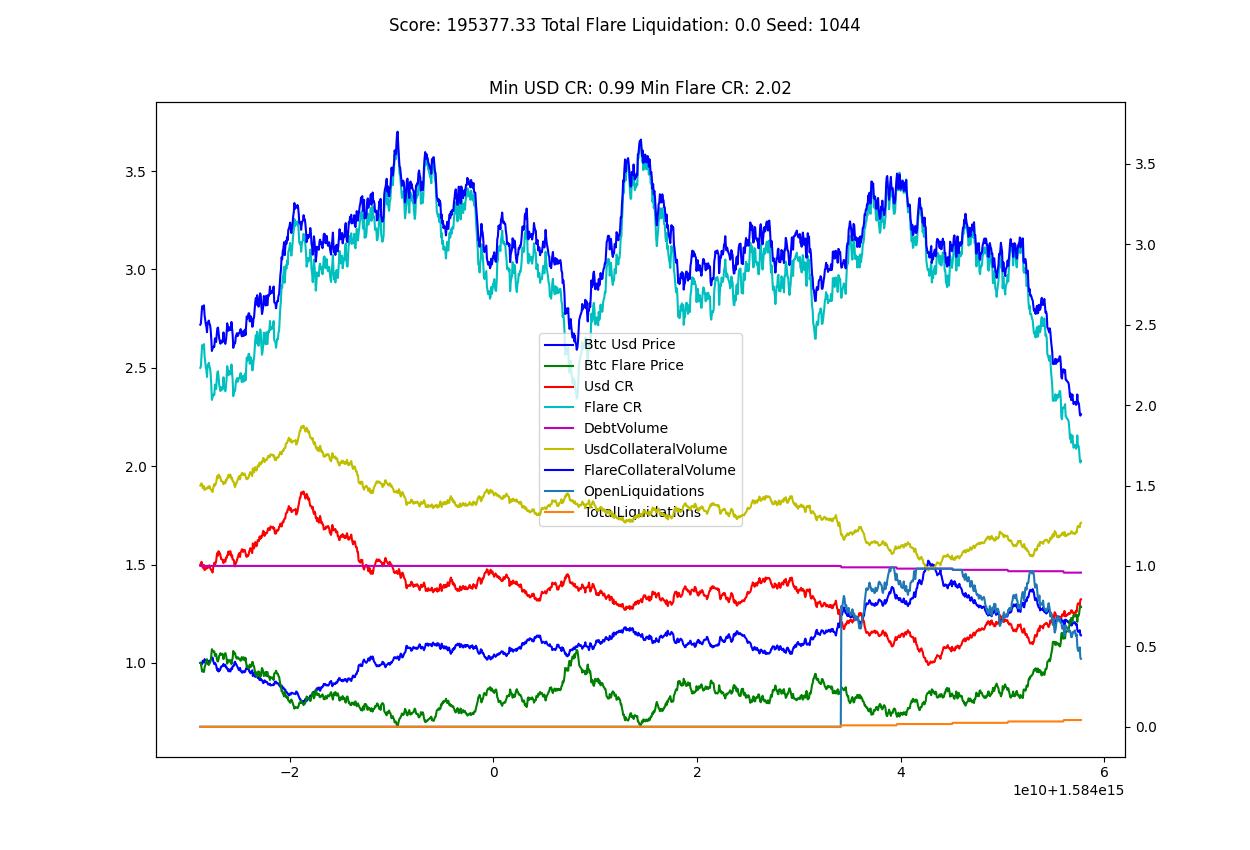 Score: 195377.33 Total Flare Liquidation: 0.0 Seed: 1044
Min USD CR: 0.99 Min Flare CR: 2.02
3.5
3.0
2.5
2.0
1.5
1.0
3.5
3.0
2.5
2.0
1.5
1.0
0.5
0.0
Btc Usd Price
Btc Flare Price
Usd CR
Flare CR
DebtVolume
UsdCollateralVolume
FlareCollateralVolume
OpenLiquidations
TotalLiquidations
−2 0 2 4 6
1e10+1.584e15